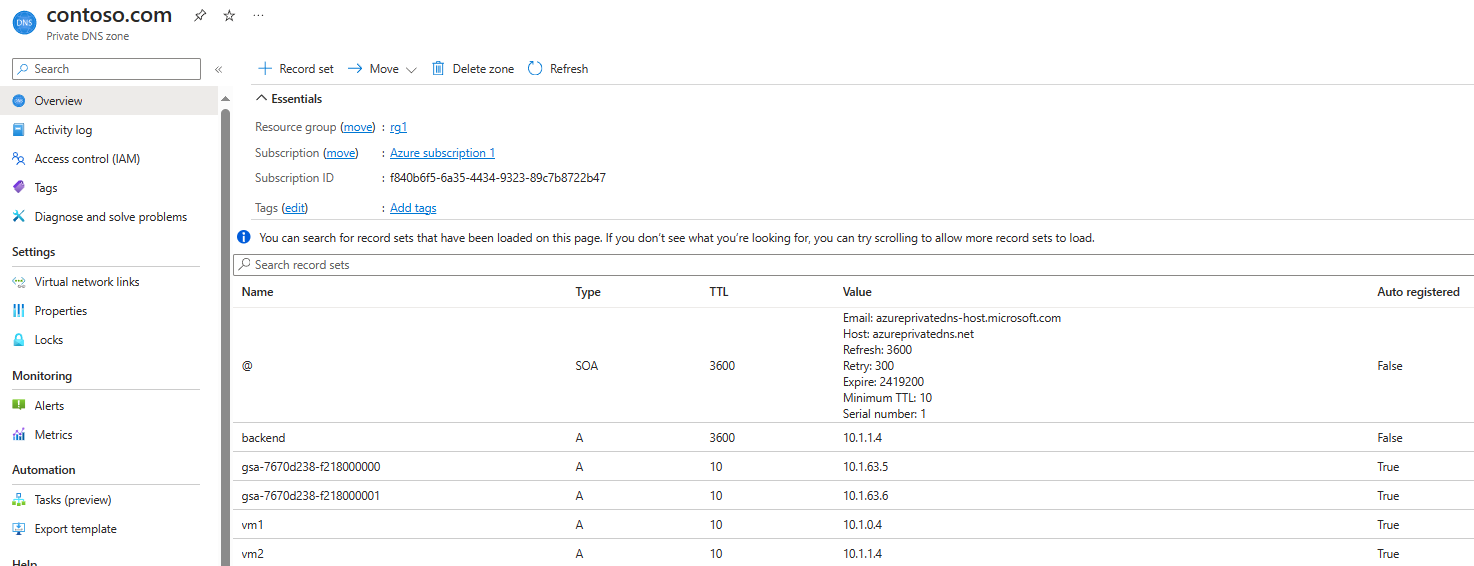 contoso.com
Private DNS zone
DNS
Search
Overview
Activity log
Access control (IAM)
Tags
Diagnose and solve problems
Settings
Virtual network links
Properties
Locks
Monitoring
Alerts
Metrics
Automation
Tasks (preview)
Export template
Help
Record set Move Delete zone Refresh
Essentials
Resource group (move) : rg1
Subscription (move) : Azure subscription 1
Subscription ID : f840b6f5-6a35-4434-9323-89c7b8722b47
Tags (edit) : Add tags
You can search for record sets that have been loaded on this page. If you don't see what you're looking for, you can try scrolling to allow more record sets to load.
Search record sets
Name Type TTL Value Auto registered
Email: azureprivatedns-host.microsoft.com
Host: azureprivatedns.net
Refresh: 3600
@ SOA 3600 Retry: 300 False
Expire: 2419200
Minimum TTL: 10
Serial number: 1
backend A 3600 10.1.1.4 False
gsa-7670d238-f218000000 A 10 10.1.63.5 True
gsa-7670d238-f218000001 A 10 10.1.63.6 True
vm1 A 10 10.1.0.4 True
vm2 A 10 10.1.1.4 True